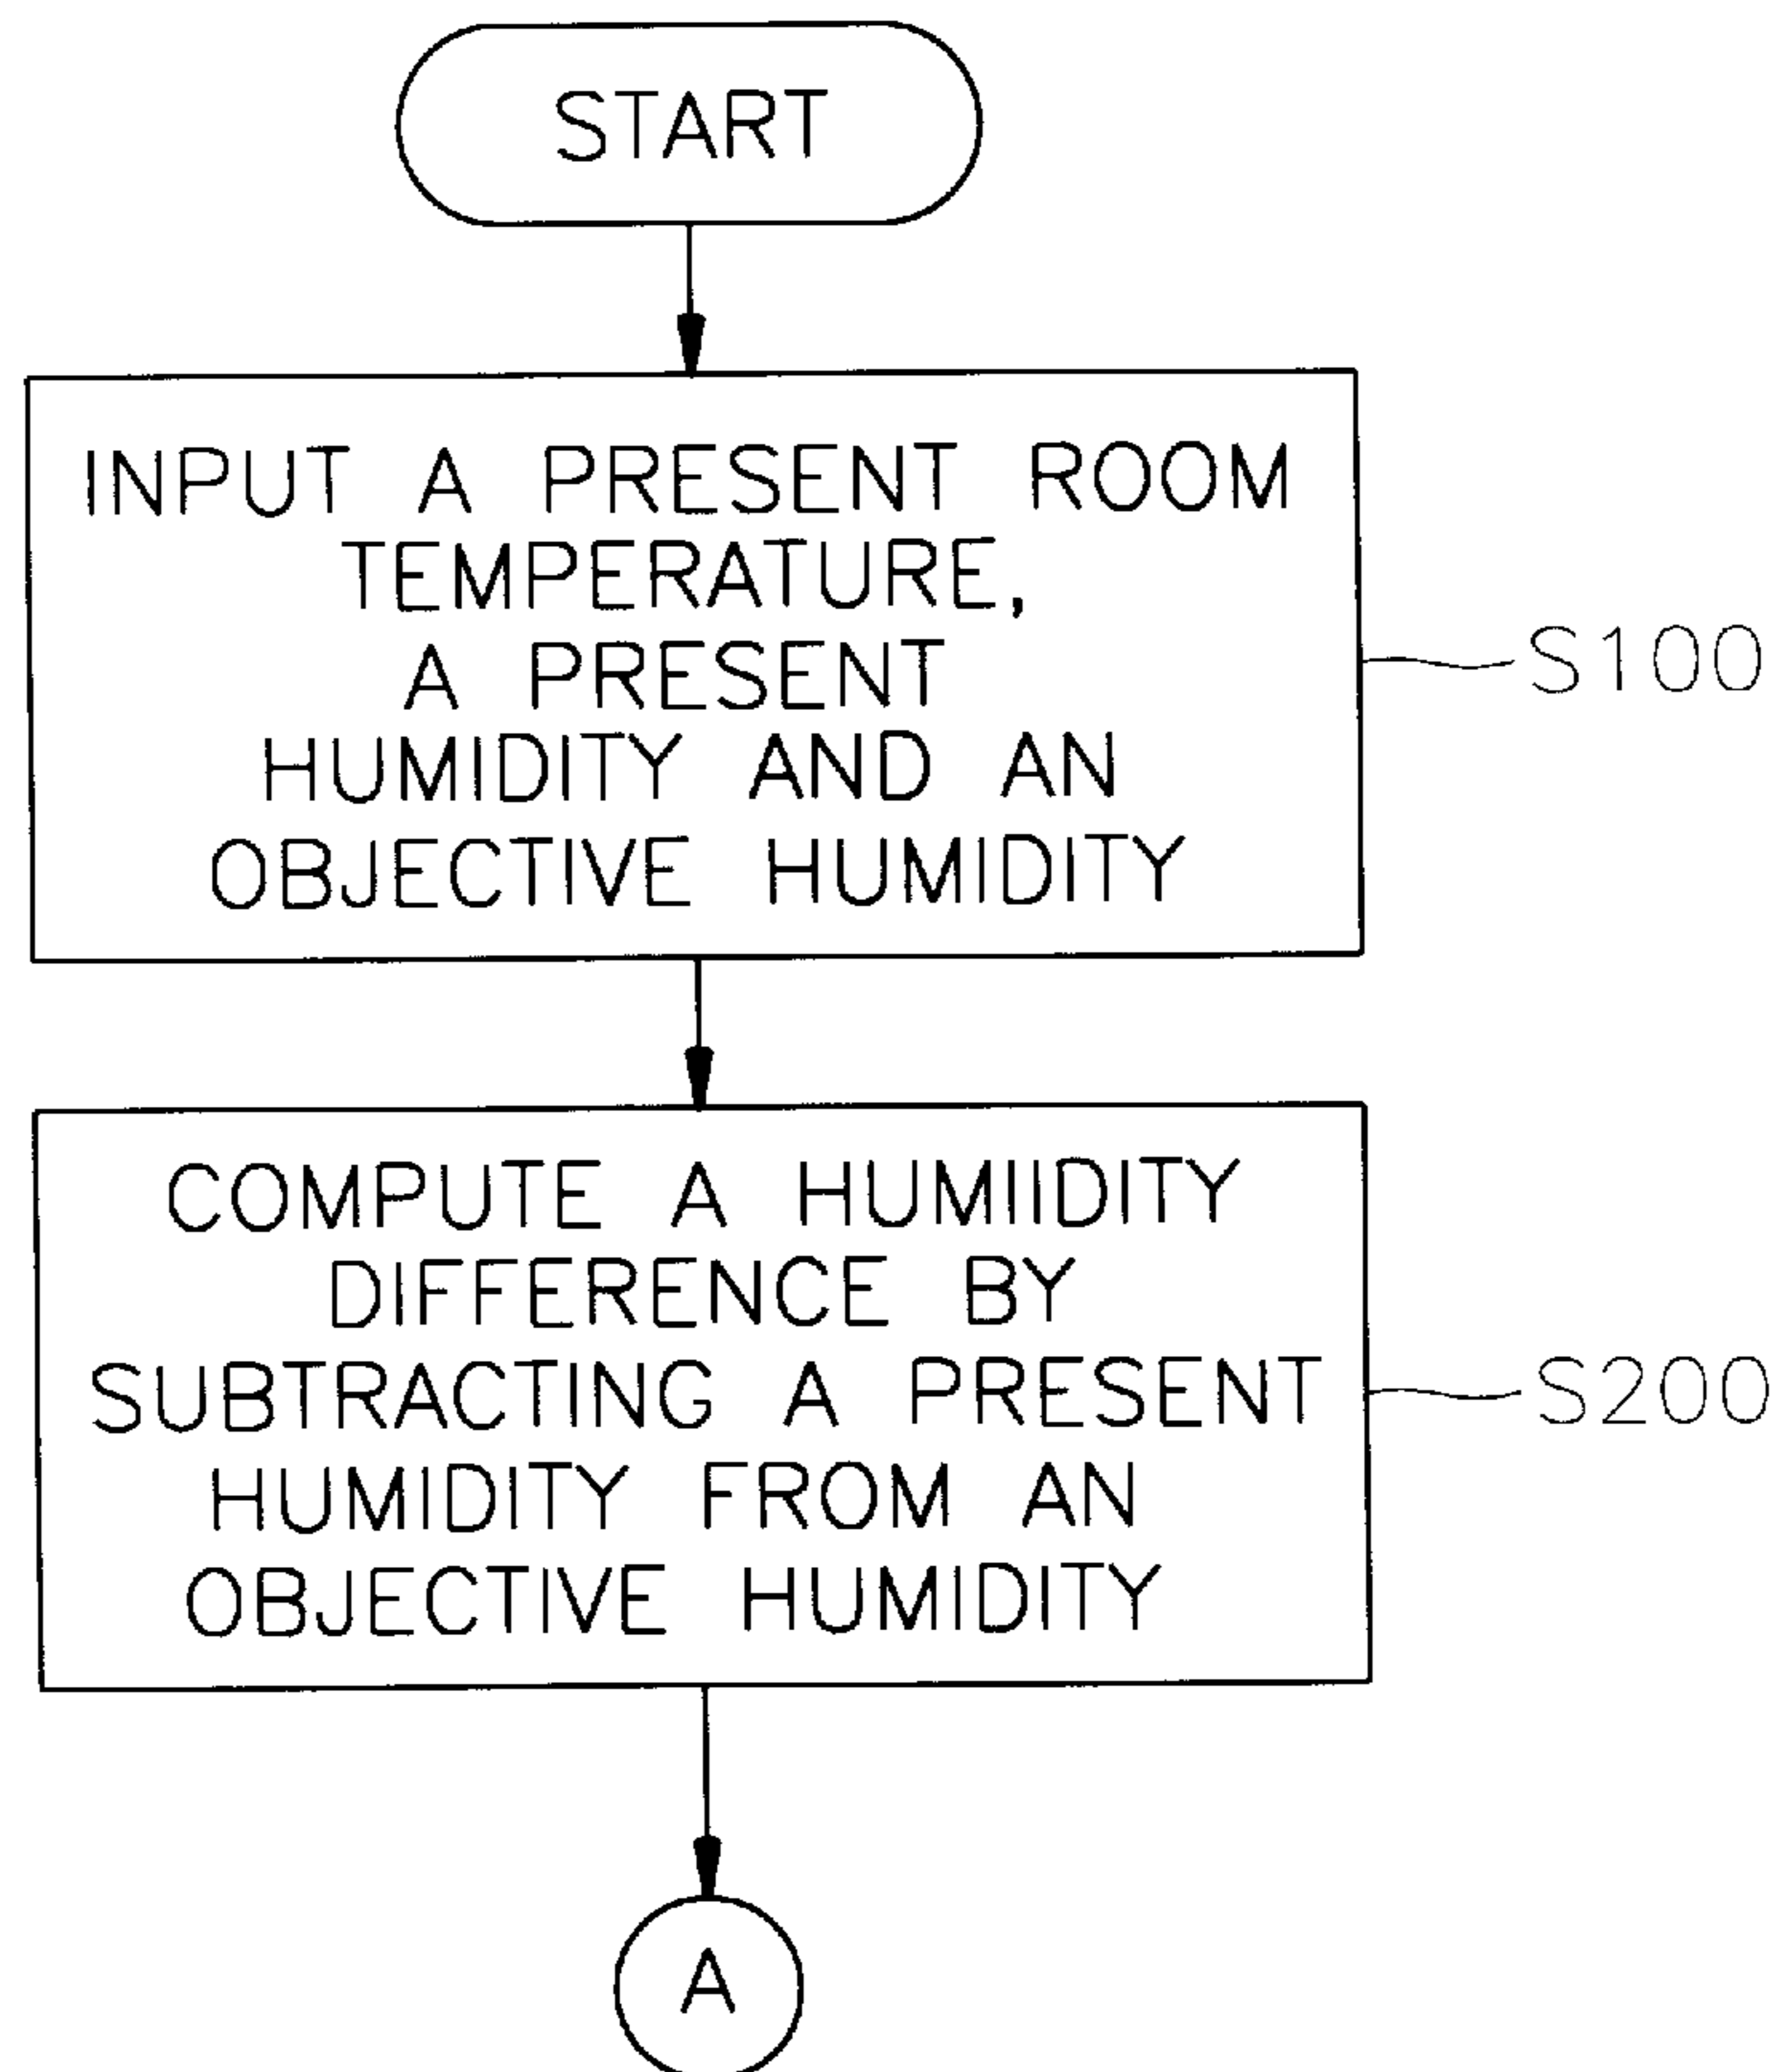 START
INPUT A PRESENT ROOM
TEMPERATURE,
A PRESENT
HUMIDITY AND AN
OBJECTIVE HUMIDITY
S100
COMPUTE A HUMIIDITY
DIFFERENCE BY
SUBTRACTING A PRESENT
HUMIDITY FROM AN
OBJECTIVE HUMIDITY
S200
A